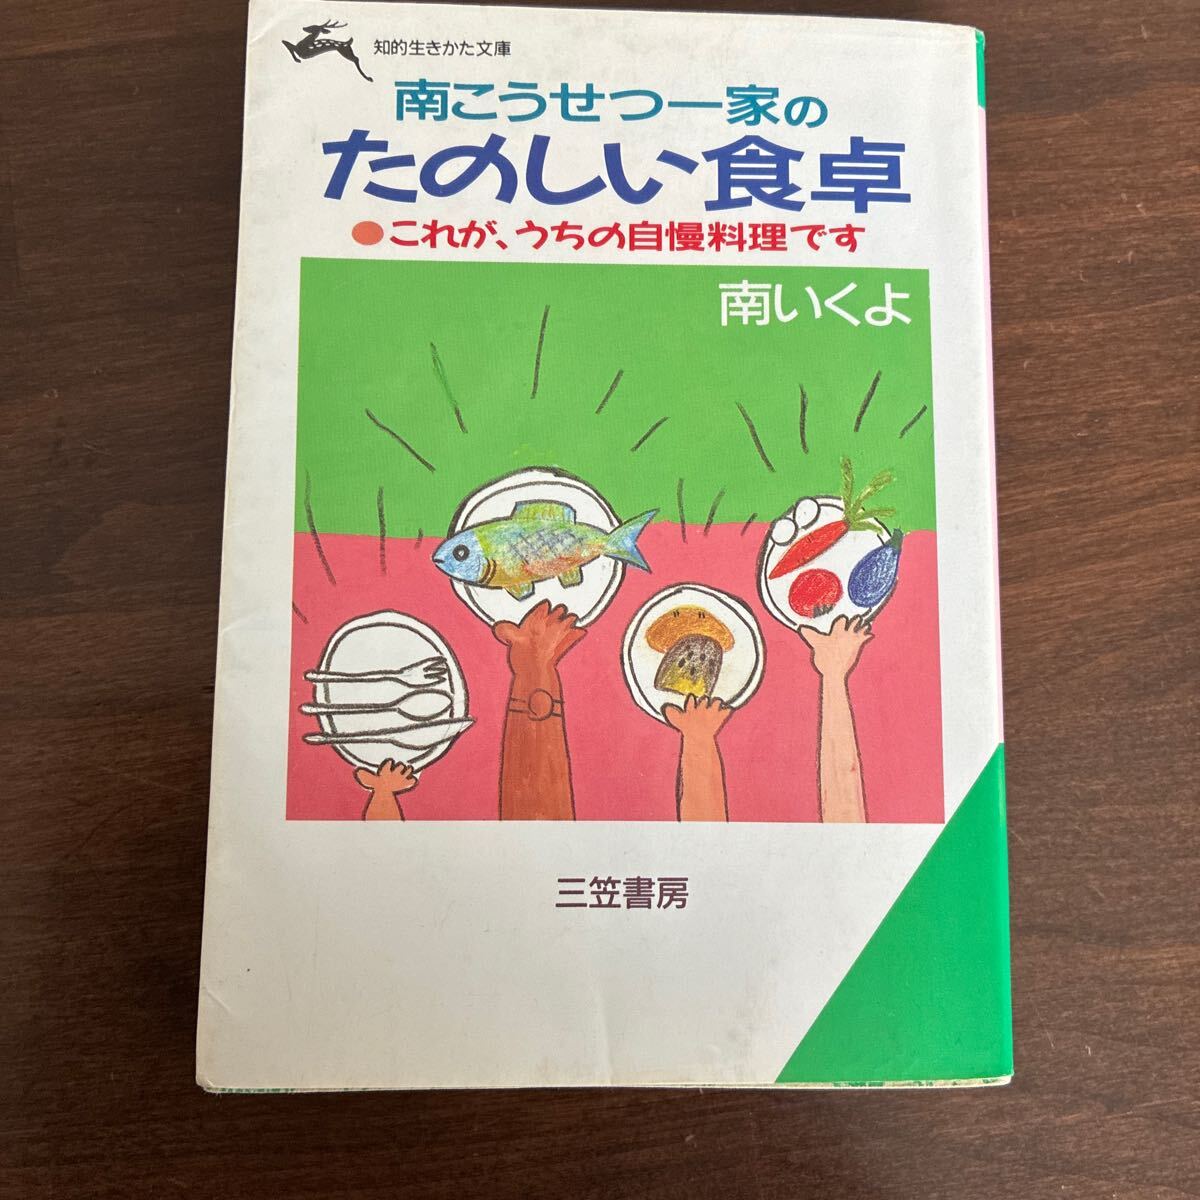 知的生きかた文庫
南こうせつ一家の
たのしい食卓
●これが、うちの自慢料理です
南いくよ
三笠書房